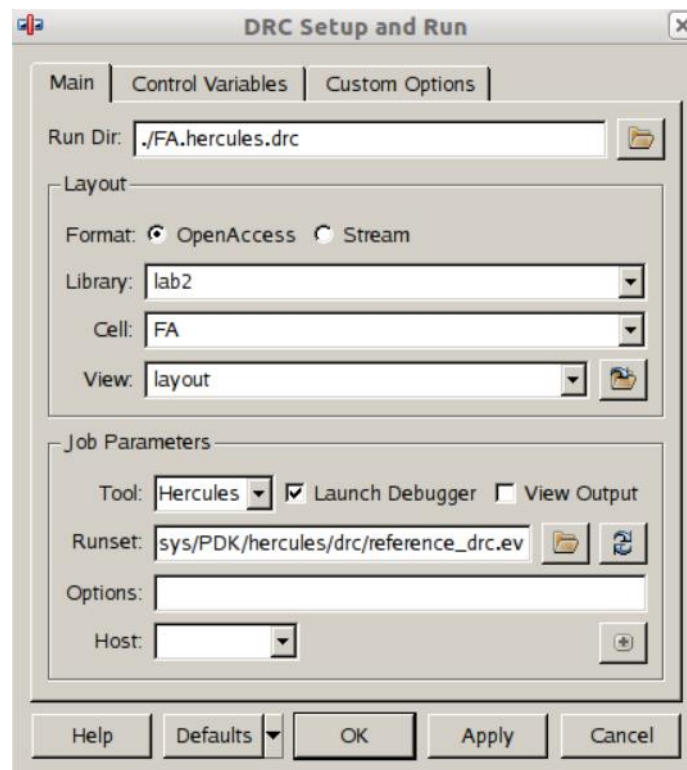 DRC Setup and Run
Main Control Variables Custom Options
Run Dir: ./FA.hercules.drc
Layout
Format: OpenAccess Stream
Library: lab2
Cell: FA
View: layout
Job Parameters
Tool: Hercules Launch Debugger View Output
Runset: sys/PDK/hercules/drc/reference_drc.ev
Options:
Host:
Help Defaults OK Apply Cancel